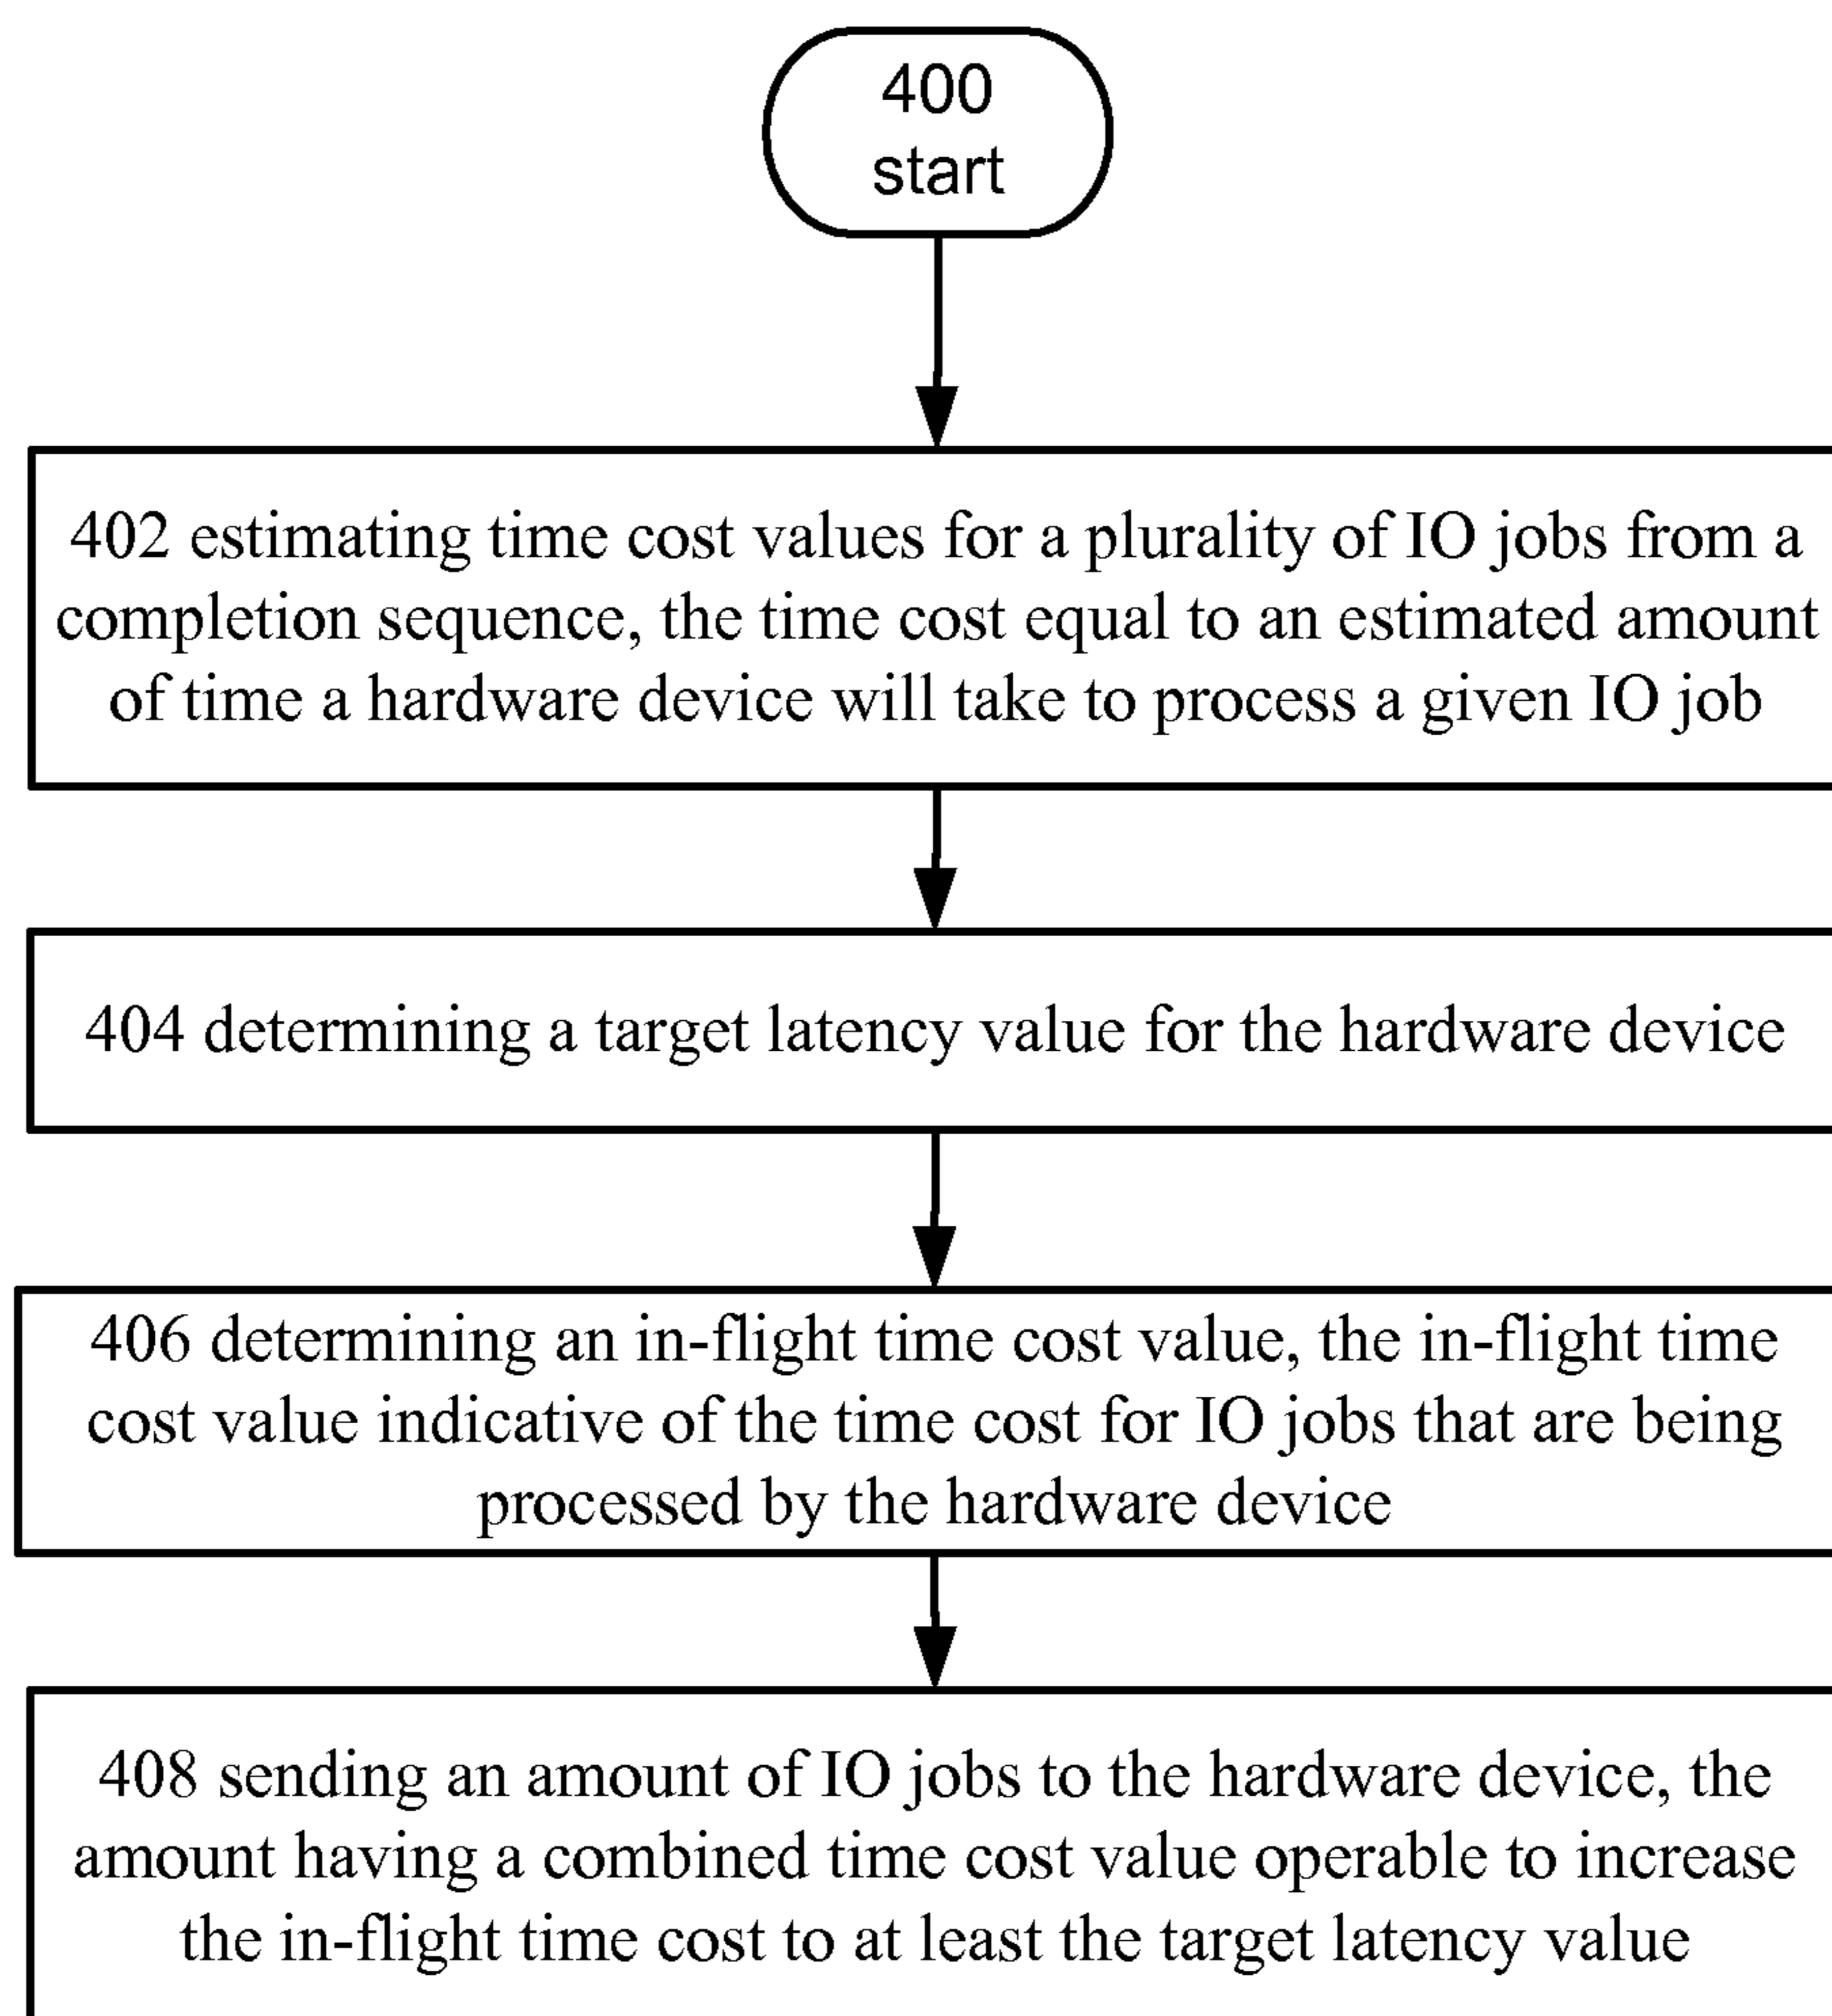 400
start
402 estimating time cost values for a plurality of IO jobs from a
completion sequence, the time cost equal to an estimated amount
of time a hardware device will take to process a given IO job
404 determining a target latency value for the hardware device
406 determining an in-flight time cost value, the in-flight time
cost value indicative of the time cost for IO jobs that are being
processed by the hardware device
408 sending an amount of IO jobs to the hardware device, the
amount having a combined time cost value operable to increase
the in-flight time cost to at least the target latency value